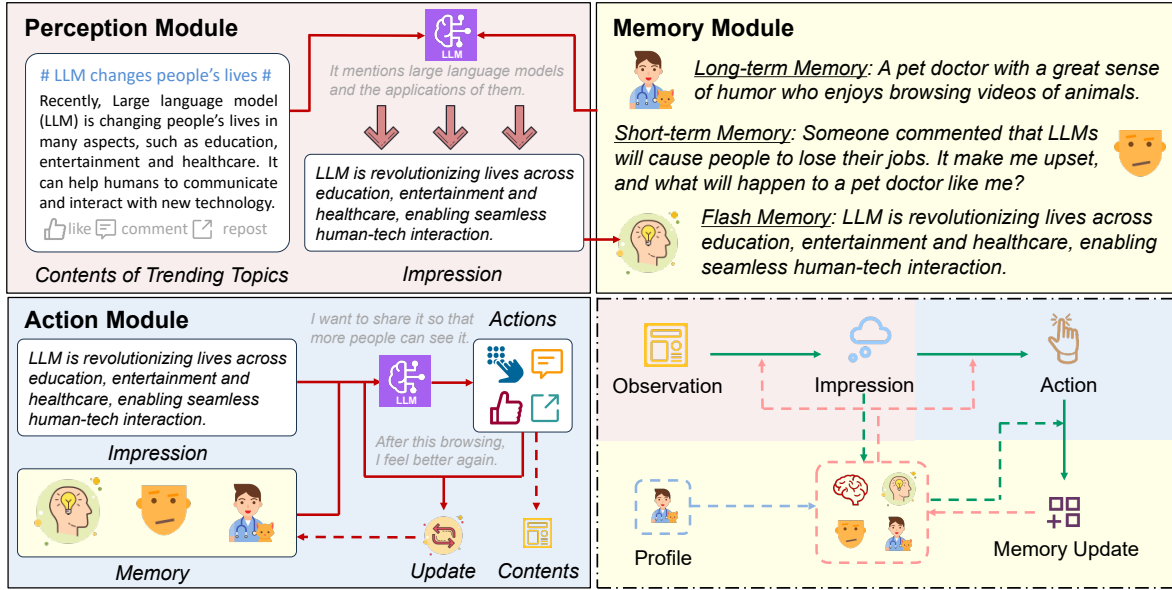 Perception Module
# LLM changes people's lives #
Recently, Large language model
(LLM) is changing people's lives in
many aspects, such as education,
entertainment and healthcare. It
can help humans to communicate
and interact with new technology.
like comment repost
Contents of Trending Topics
LLM
It mentions large language models
and the applications of them.
LLM is revolutionizing lives across
education, entertainment and
healthcare, enabling seamless
human-tech interaction.
Impression
Memory Module
Long-term Memory: A pet doctor with a great sense
of humor who enjoys browsing videos of animals.
Short-term Memory: Someone commented that LLMs
will cause people to lose their jobs. It make me upset,
and what will happen to a pet doctor like me?
Flash Memory: LLM is revolutionizing lives across
education, entertainment and healthcare, enabling
seamless human-tech interaction.
Action Module
LLM is revolutionizing lives across
education, entertainment and
healthcare, enabling seamless
human-tech interaction.
Impression
Memory
I want to share it so that
more people can see it.
LLM
Actions
After this browsing,
I feel better again.
Update
Contents
Observation
Impression
Action
Profile
Memory Update